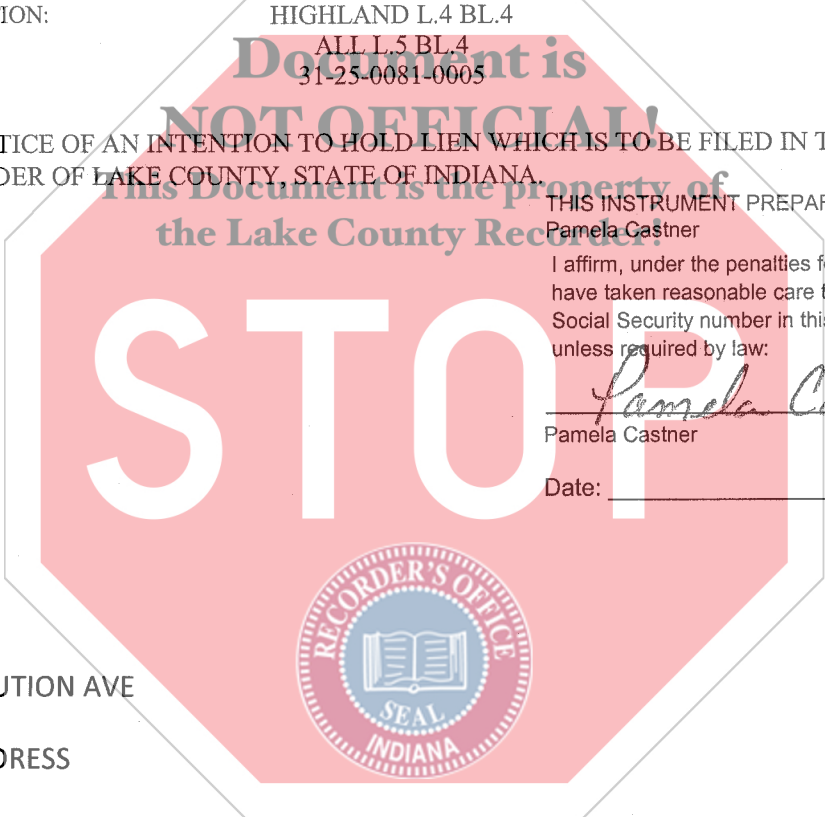 ION:
HIGHLAND L.4 BL.4
ALL L.5 BL.4
31-25-0081-0005
Document is
NOT OFFICIAL!
TICE OF AN INTENTION TO HOLD LIEN WHICH IS TO BE FILED IN T
DER OF LAKE COUNTY, STATE OF INDIANA.
This Document is the property of
the Lake County Recorder!
THIS INSTRUMENT PREPAR
Pamela Castner
I affirm, under the penalties f
have taken reasonable care t
Social Security number in this
unless required by law:
Pamela Ca
Pamela Castner
Date:
STOP
RECORDER'S OFFICE
SEAL
INDIANA
UTION AVE
DRESS